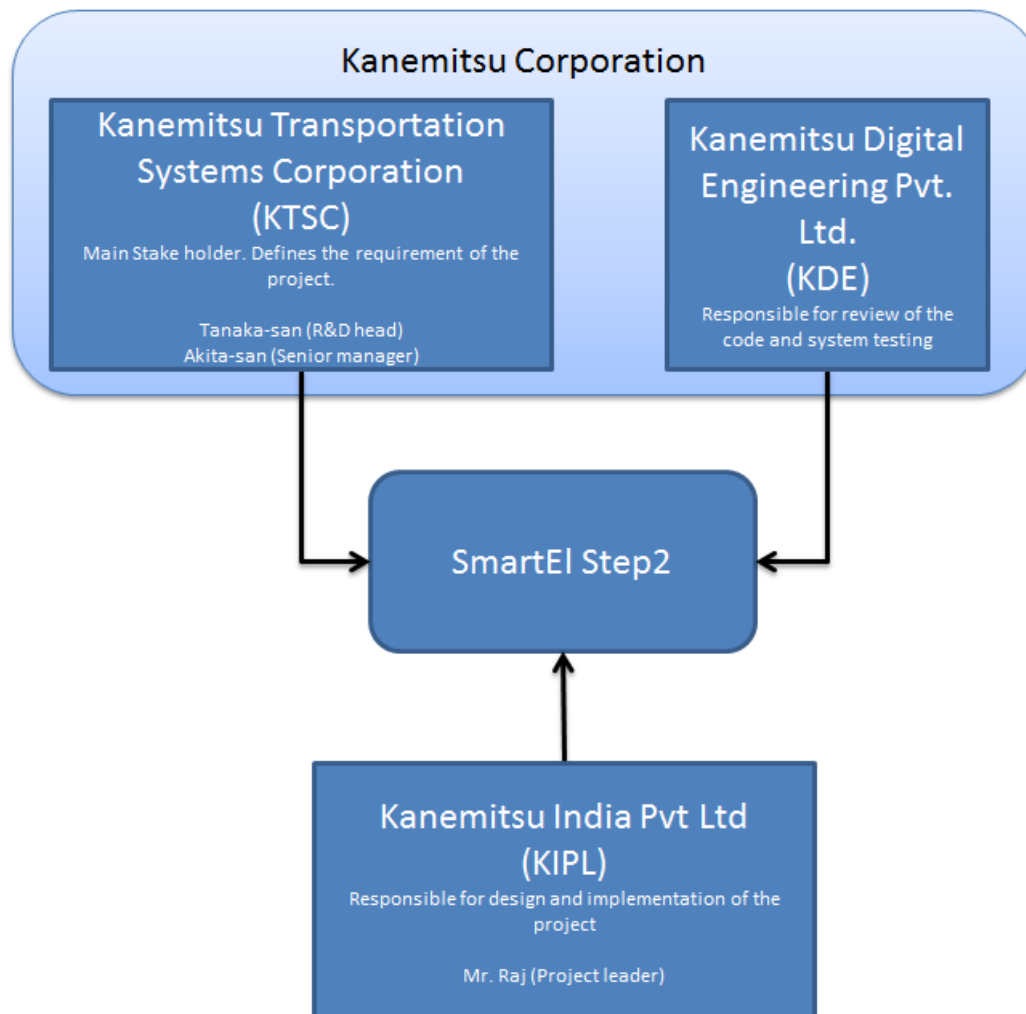 Kanemitsu Corporation
Kanemitsu Transportation
Systems Corporation
(KTSC)
Main Stake holder. Defines the requirement of the
project.
Tanaka-san (R&D head)
Akita-san (Senior manager)
Kanemitsu Digital
Engineering Pvt.
Ltd.
(KDE)
Responsible for review of the
code and system testing
SmartEl Step2
Kanemitsu India Pvt Ltd
(KIPL)
Responsible for design and implementation of the
project
Mr. Raj (Project leader)